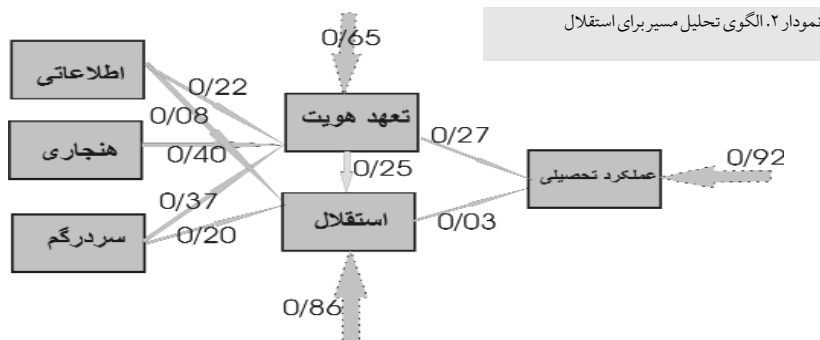 نمودار ۲. الگوی تحلیل مسیر برای استقلال
0/65
اطلاعاتی
0/22
تعهد هویت
0/08
0/27
هنجاری
0/40
0/92
0/25
عملکرد تحصیلی
0/37
سردرگم
0/20
استقلال
0/03
0/86